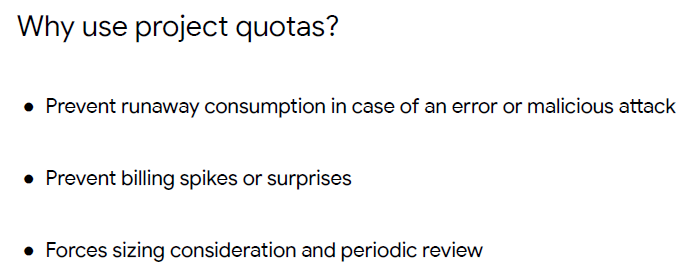 Why use project quotas?
● Prevent runaway consumption in case of an error or malicious attack
● Prevent billing spikes or surprises
● Forces sizing consideration and periodic review